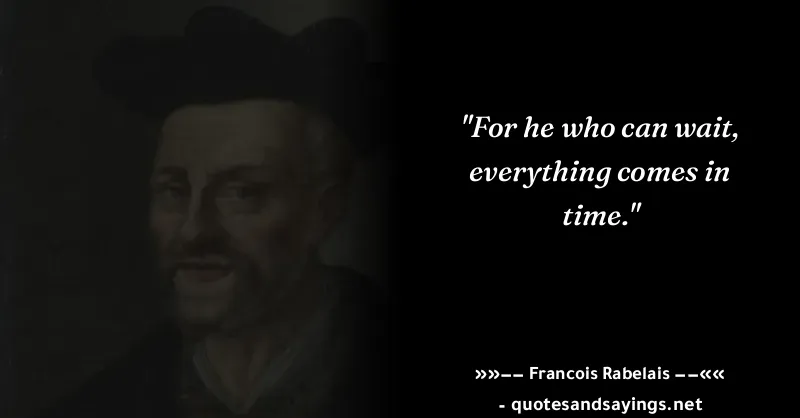 "For he who can wait,
everything comes in
time."
»»–– Francois Rabelais ––««
- quotesandsayings.net